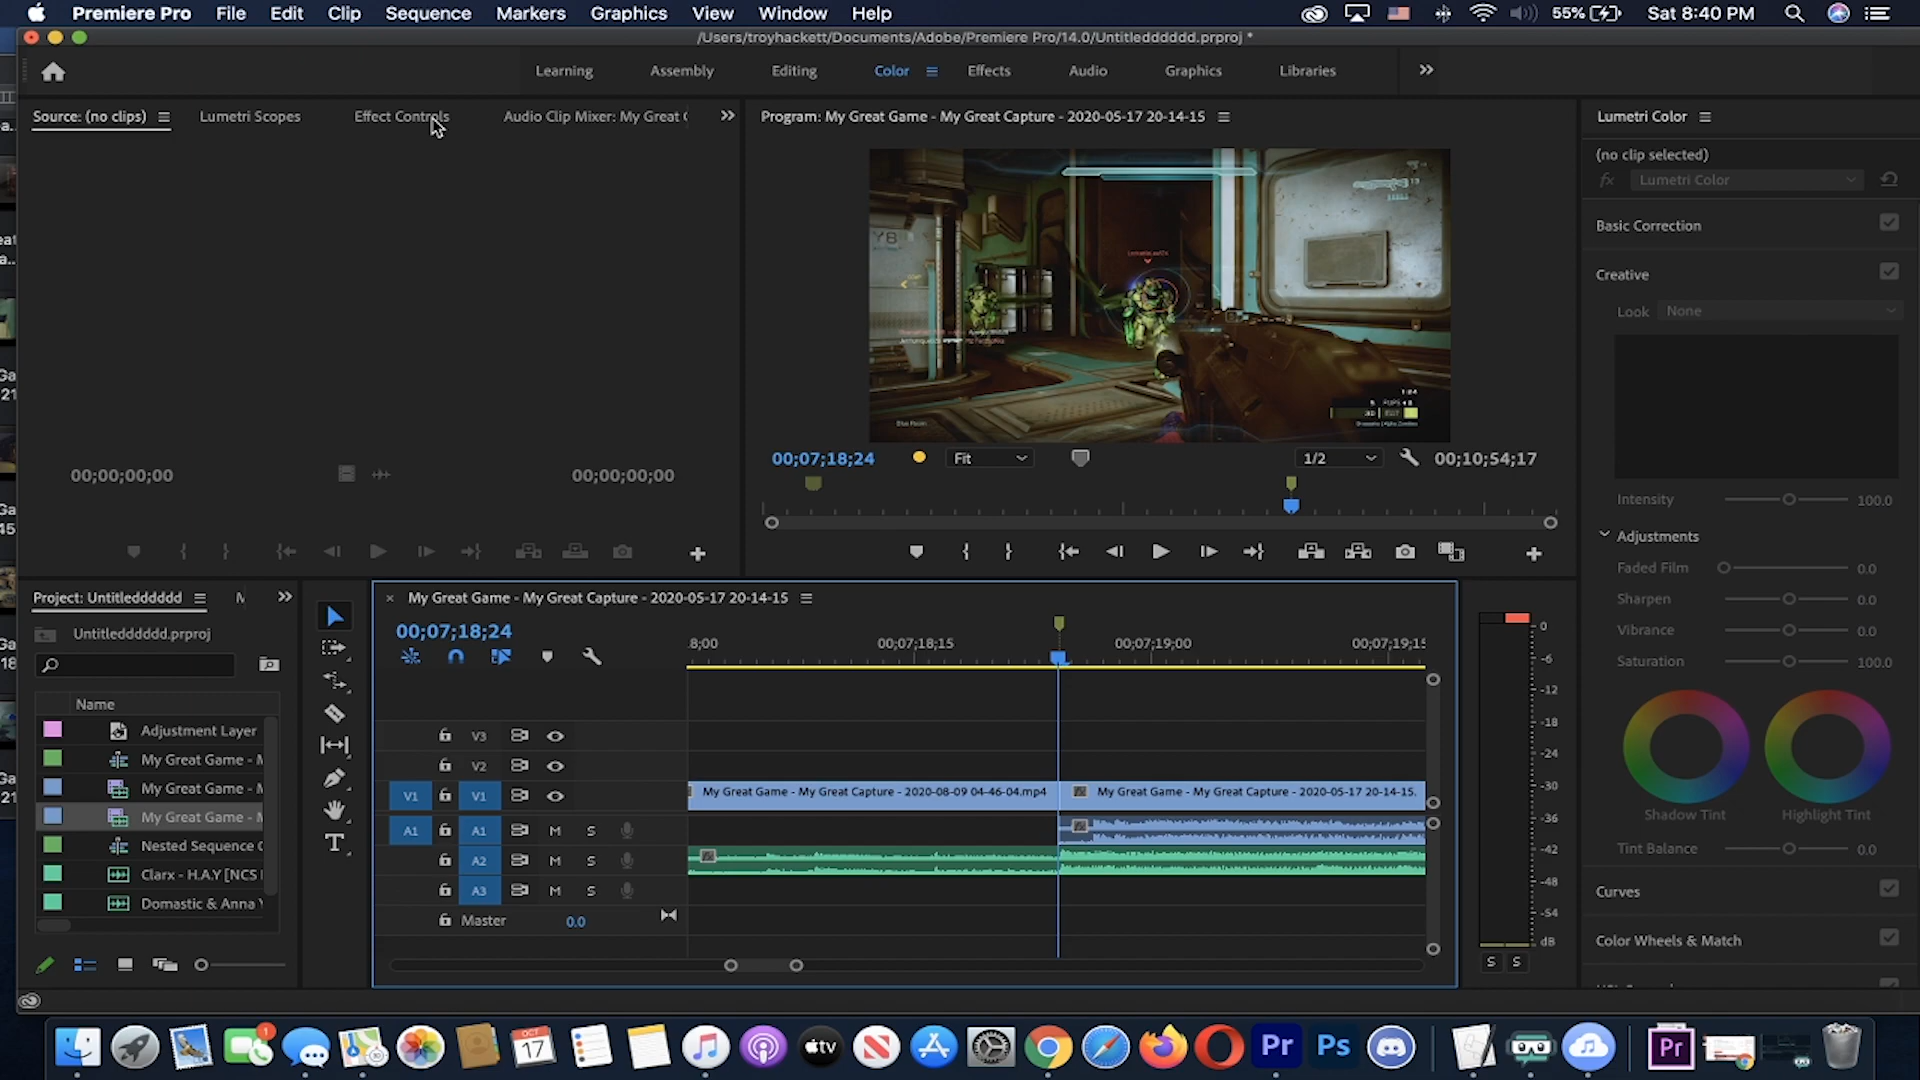 Premiere Pro File Edit Clip Sequence Markers Graphics View Window Help 55% Sat 8:40 PM
/Users/troyhackett/Documents/Adobe/Premiere Pro/14.0/Untitledddddd.prproj *
Learning Assembly Editing Color Effects Audio Graphics Libraries
Source: (no clips) Lumetri Scopes Effect Controls Audio Clip Mixer: My Great
Program: My Great Game - My Great Capture - 2020-05-17 20-14-15
Lumetri Color
(no clip selected)
fx Lumetri Color
Basic Correction
Creative
Look None
00;00;00;00 00;00;00;00
00;07;18;24 Fit 1/2 00;10;54;17
Intensity 100.0
Adjustments
Faded Film 0.0
Sharpen 0.0
Vibrance 0.0
Saturation 100.0
Shadow Tint Highlight Tint
Tint Balance 0.0
Curves
Color Wheels & Match
Project: Untitledddddd
Untitledddddd.prproj
Name
Adjustment Layer
My Great Game - M
My Great Game - M
My Great Game - M
Nested Sequence
Clarx - H.A.Y [NCS
Domastic & Anna Y
My Great Game - My Great Capture - 2020-05-17 20-14-15
00;07;18;24
8;00 00;07;18;15 00;07;19;00 00;07;19;15
V3
V2
V1 V1 My Great Game - My Great Capture - 2020-08-09 04-46-04.mp4 My Great Game - My Great Capture - 2020-05-17 20-14-15.
A1 A1 M S
A2 M S
A3 M S
Master 0.0
0
-6
-12
-18
-24
-30
-36
-42
-48
-54
dB
S S
OCT
17
1
tv
Pr
Ps
Pr